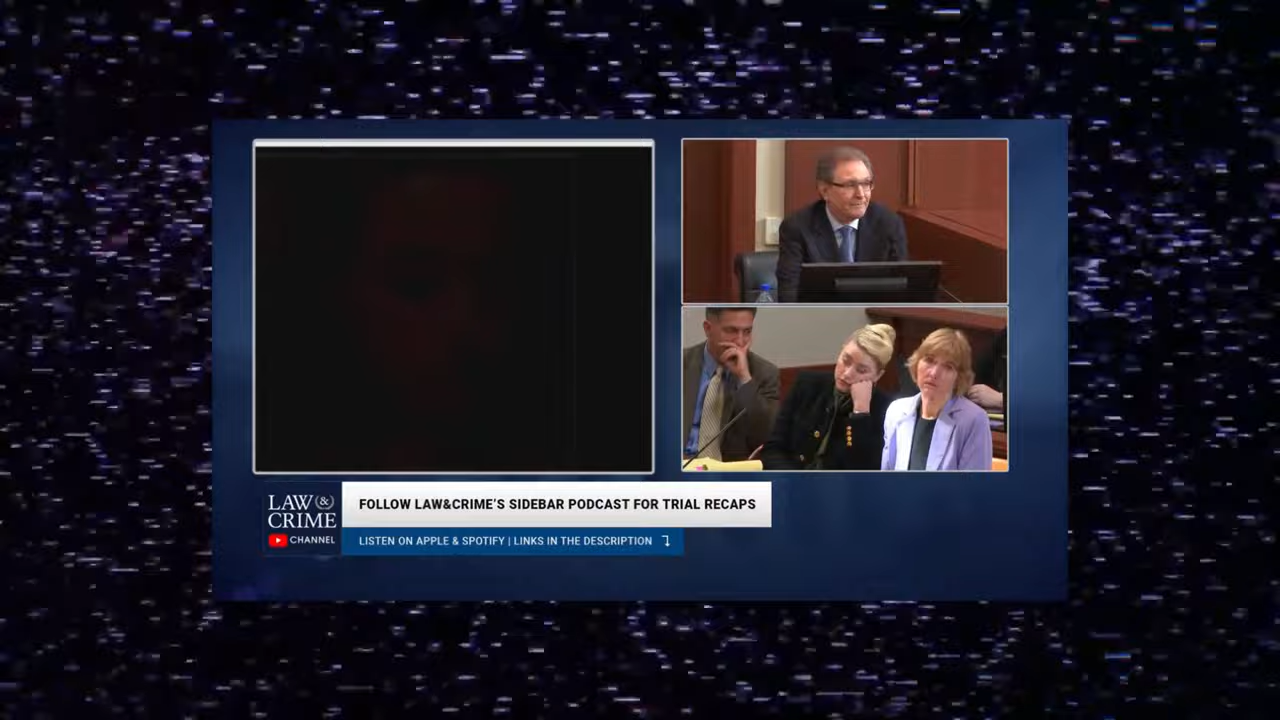 LAW &
CRIME
CHANNEL
FOLLOW LAW&CRIME'S SIDEBAR PODCAST FOR TRIAL RECAPS
LISTEN ON APPLE & SPOTIFY | LINKS IN THE DESCRIPTION